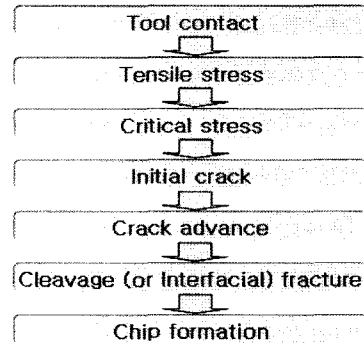 Tool contact
Tensile stress
Critical stress
Initial crack
Crack advance
Cleavage (or Interfacial) fracture
Chip formation